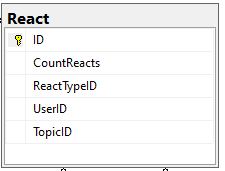 React
ID
CountReacts
ReactTypeID
UserID
TopicID